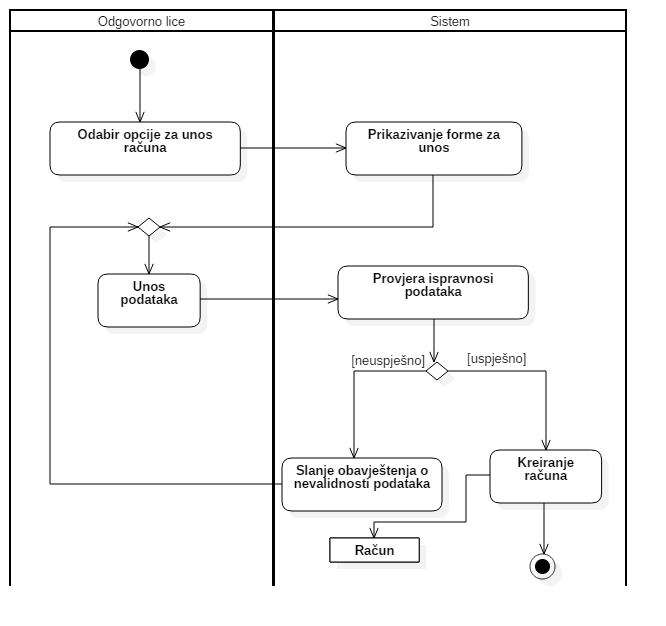 Odgovorno lice
Sistem
Odabir opcije za unos
računa
Prikazivanje forme za
unos
Unos
podataka
Provjera ispravnosi
podataka
[neuspješno]
[uspješno]
Slanje obavještenja o
nevalidnosti podataka
Kreiranje
računa
Račun